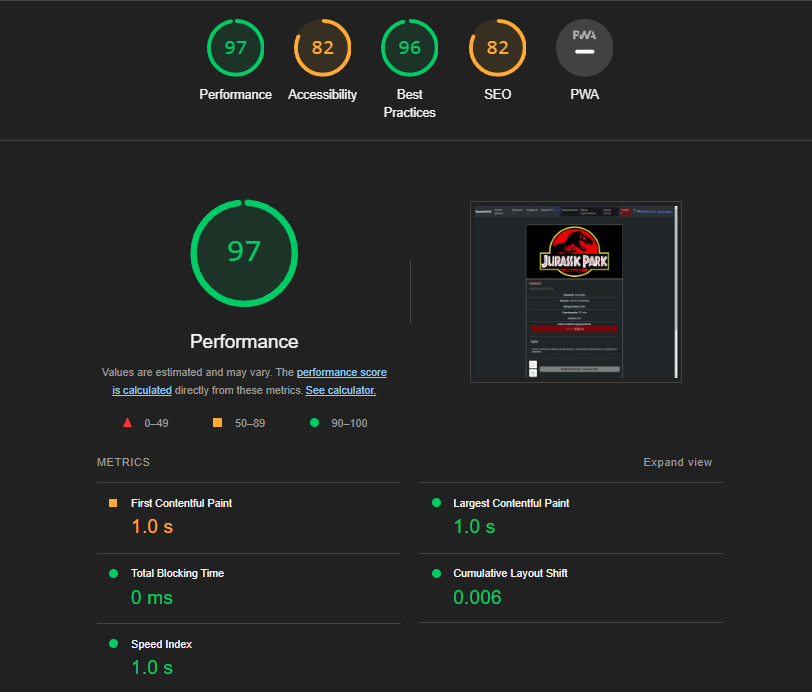 97
82
96
82
PWA
Performance
Accessibility
Best
Practices
SEO
PWA
97
Performance
Values are estimated and may vary. The performance score
is calculated directly from these metrics. See calculator.
0–49
50–89
90–100
JURASSIC PARK
METRICS
Expand view
First Contentful Paint
1.0 s
Largest Contentful Paint
1.0 s
Total Blocking Time
0 ms
Cumulative Layout Shift
0.006
Speed Index
1.0 s